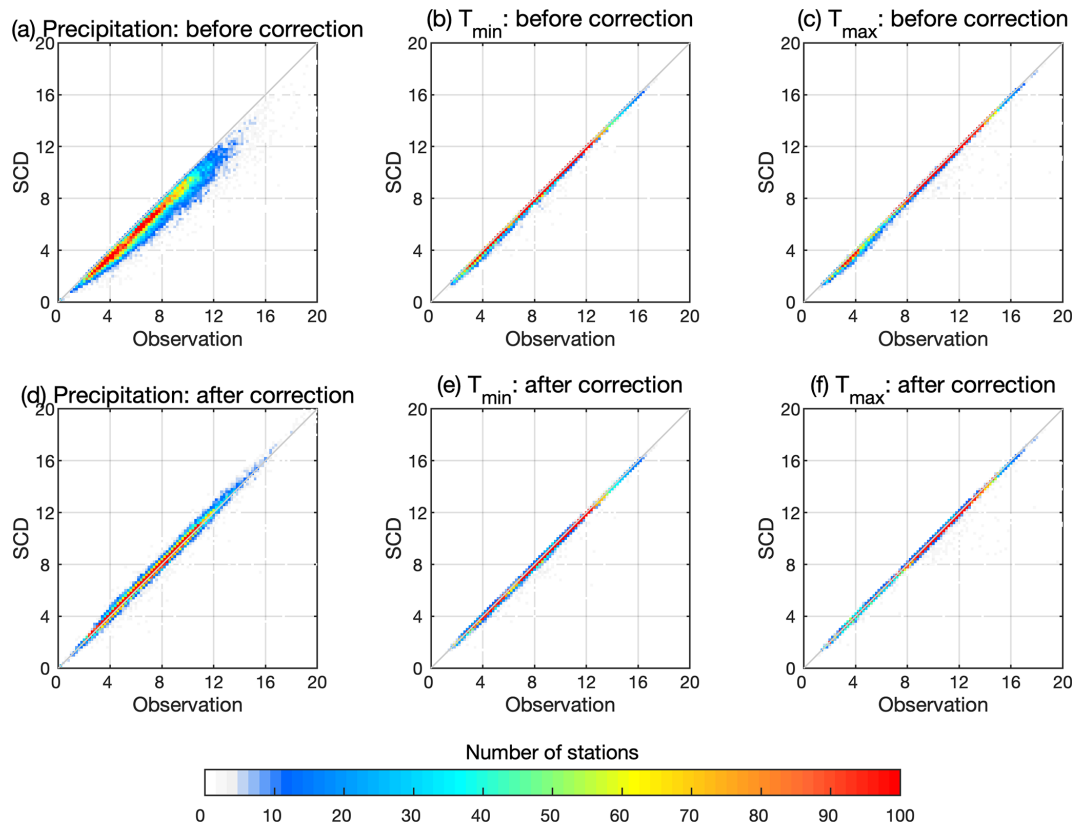 (a) Precipitation: before correction
(b) Tmin: before correction
(c) Tmax: before correction
20
16
12
8
4
0
SCD
0 4 8 12 16 20
Observation
20
16
12
8
4
0
SCD
0 4 8 12 16 20
Observation
20
16
12
8
4
0
SCD
0 4 8 12 16 20
Observation
(d) Precipitation: after correction
(e) Tmin: after correction
(f) Tmax: after correction
20
16
12
8
4
0
SCD
0 4 8 12 16 20
Observation
20
16
12
8
4
0
SCD
0 4 8 12 16 20
Observation
20
16
12
8
4
0
SCD
0 4 8 12 16 20
Observation
Number of stations
0 10 20 30 40 50 60 70 80 90 100